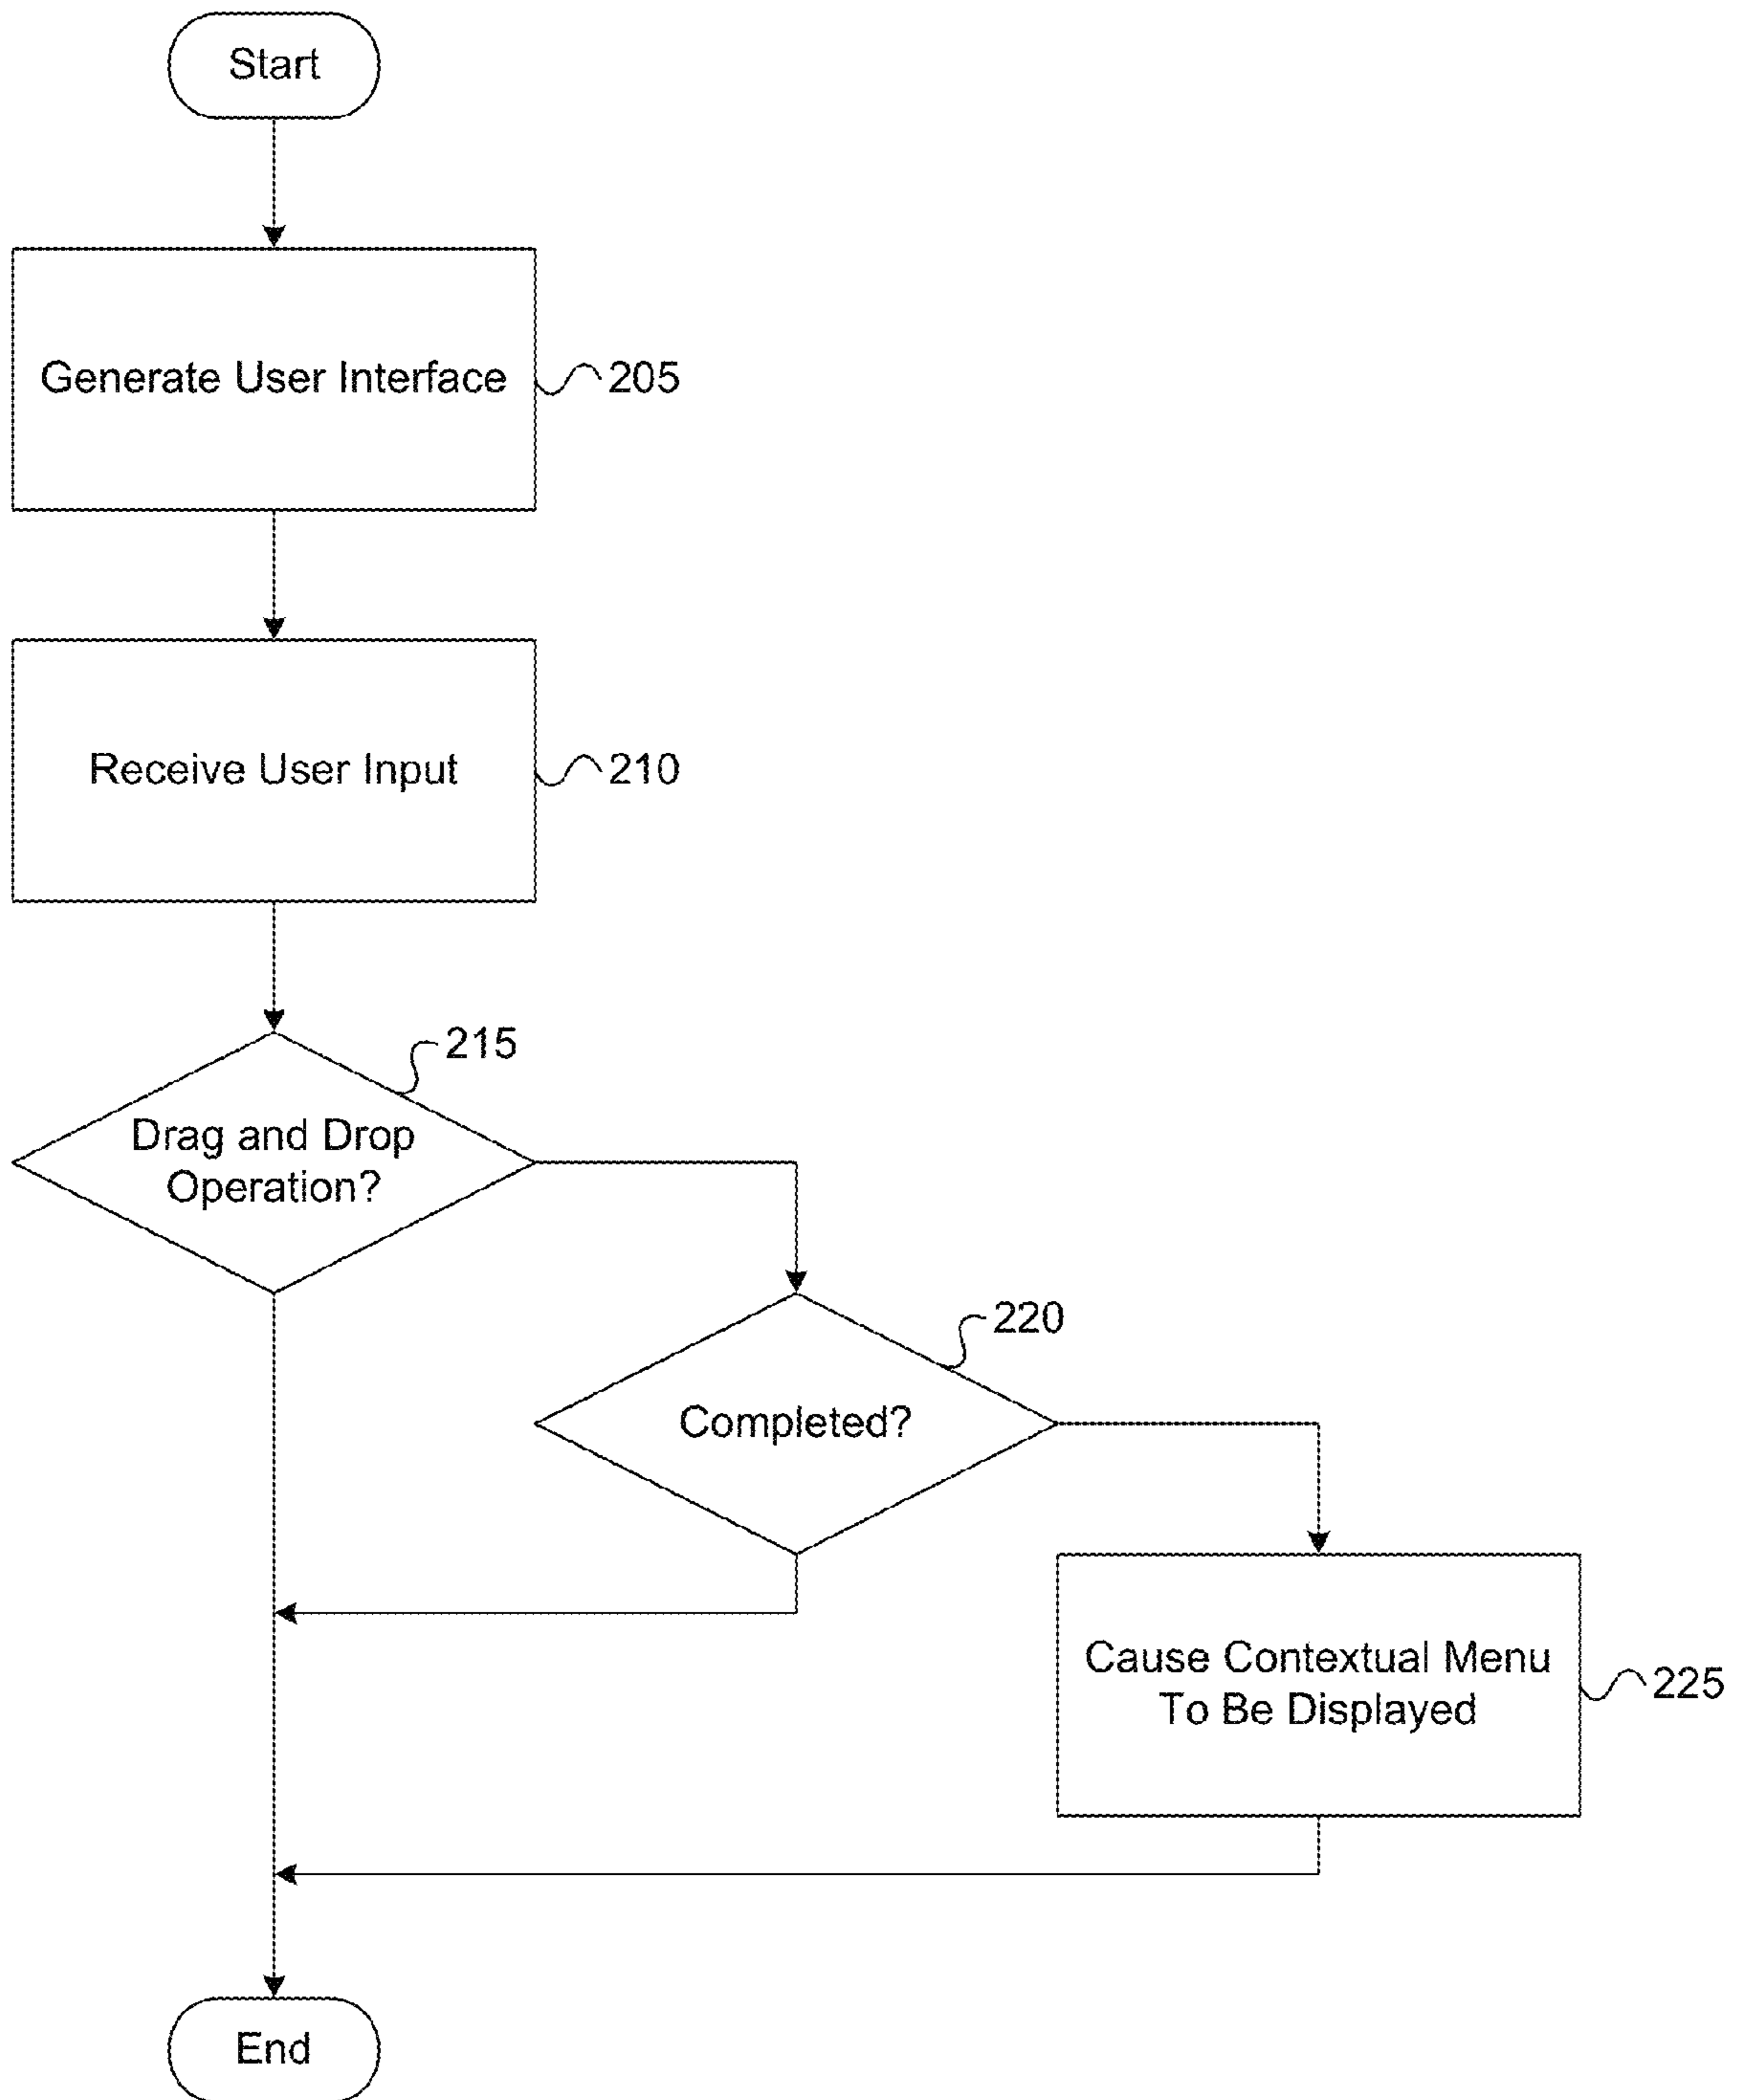 Start
Generate User Interface
205
Receive User Input
210
215
Drag and Drop
Operation?
220
Completed?
Cause Contextual Menu
To Be Displayed
225
End